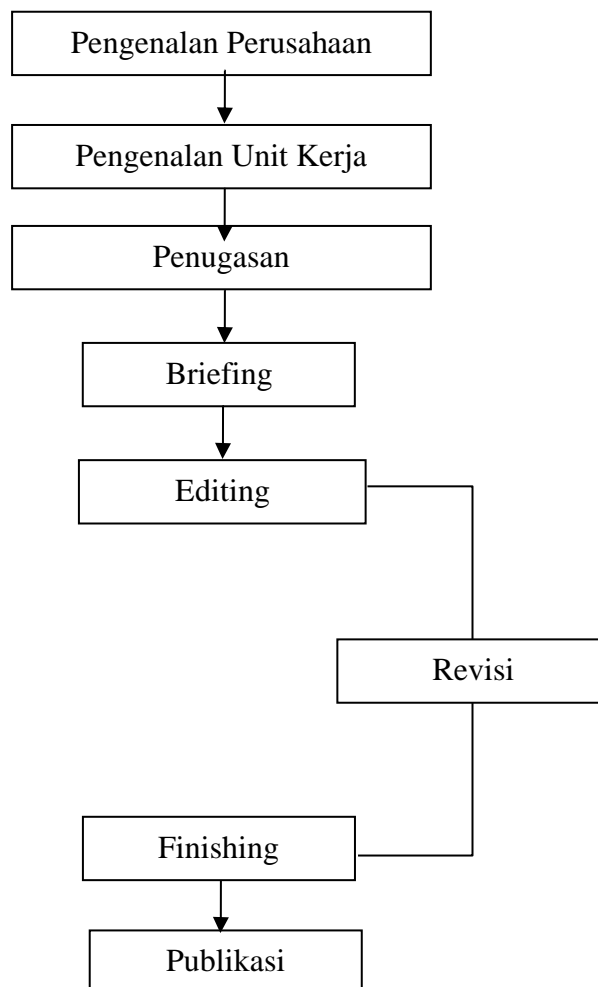 Pengenalan Perusahaan
Pengenalan Unit Kerja
Penugasan
Briefing
Editing
Revisi
Finishing
Publikasi